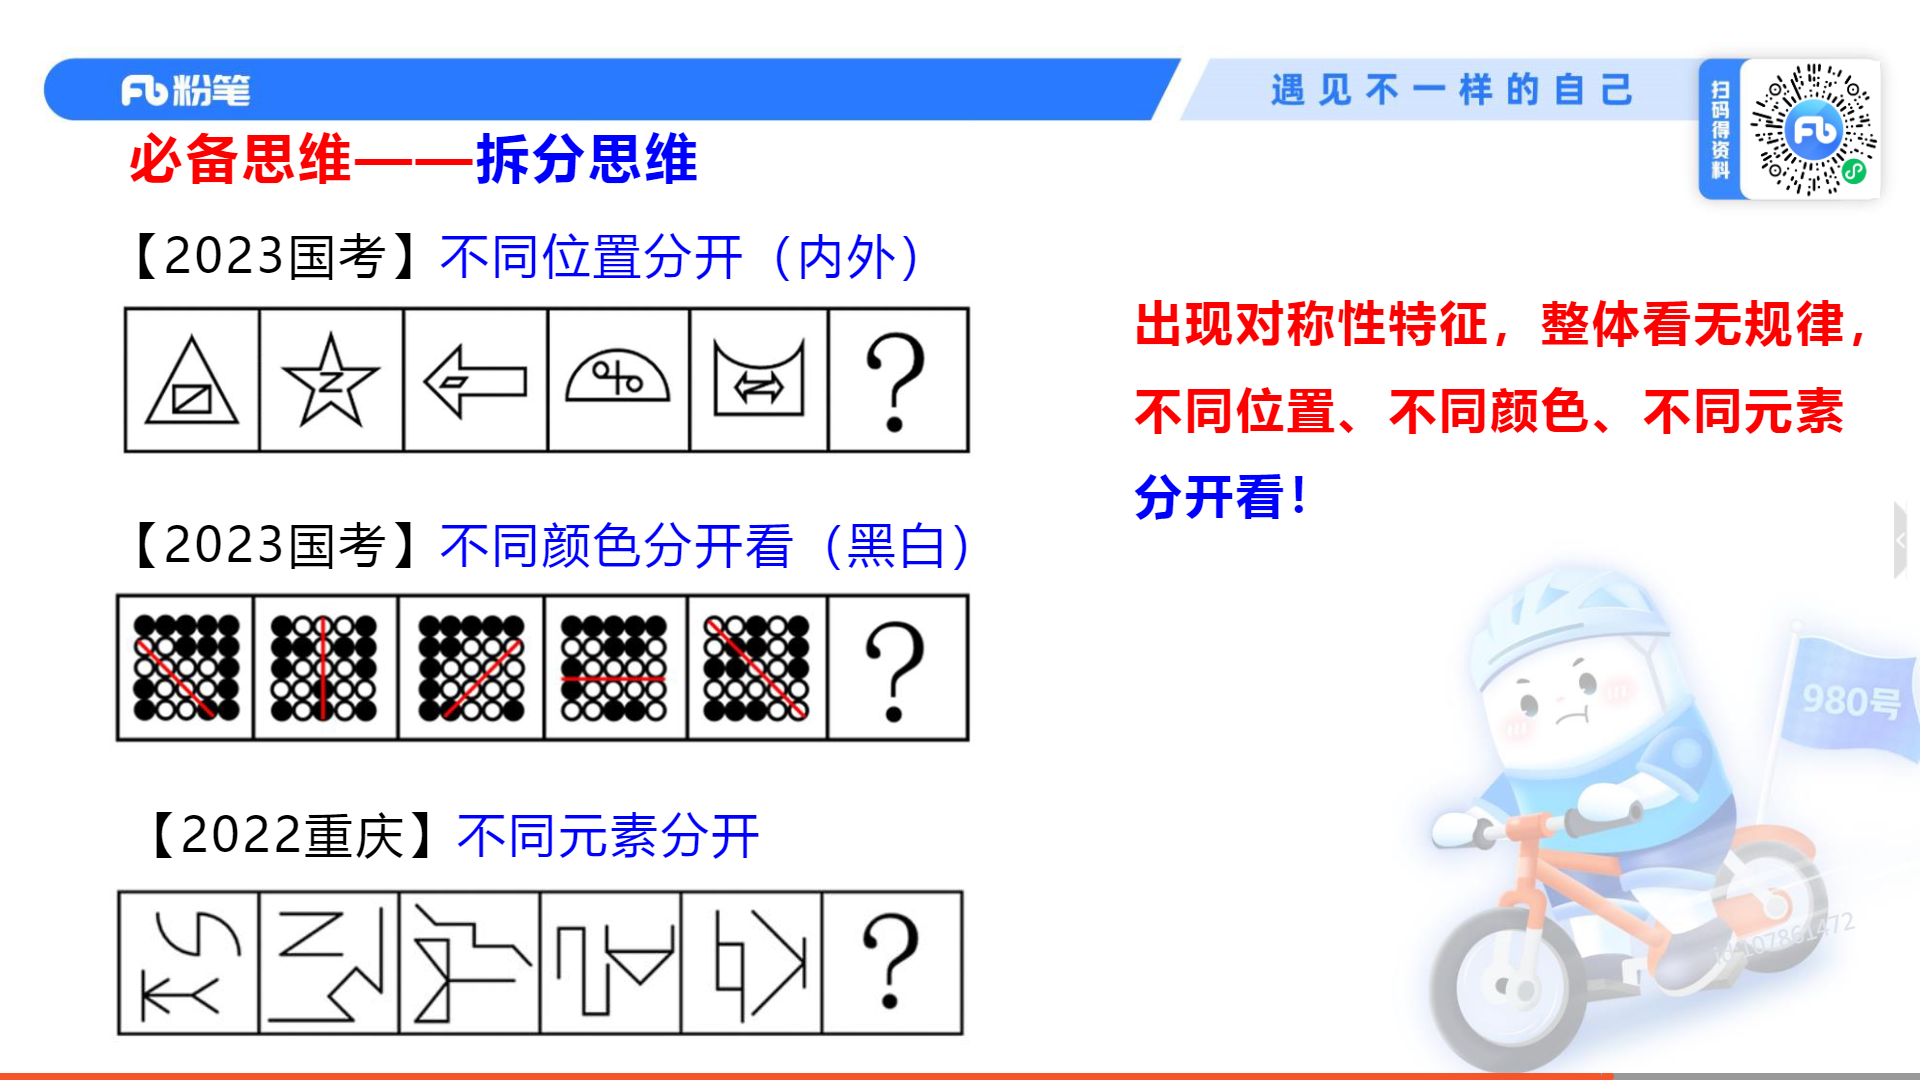 粉笔
遇见不一样的自己
扫码得资料
必备思维——拆分思维
【2023国考】不同位置分开（内外）
?
出现对称性特征，整体看无规律，
不同位置、不同颜色、不同元素
分开看！
【2023国考】不同颜色分开看（黑白）
?
【2022重庆】不同元素分开
?
980号
id:107861472